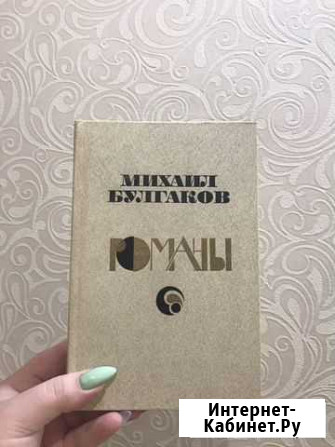 МИХАИЛ
БУЛГАКОВ
РОМАНЫ
Интернет-
Кабинет.Ру